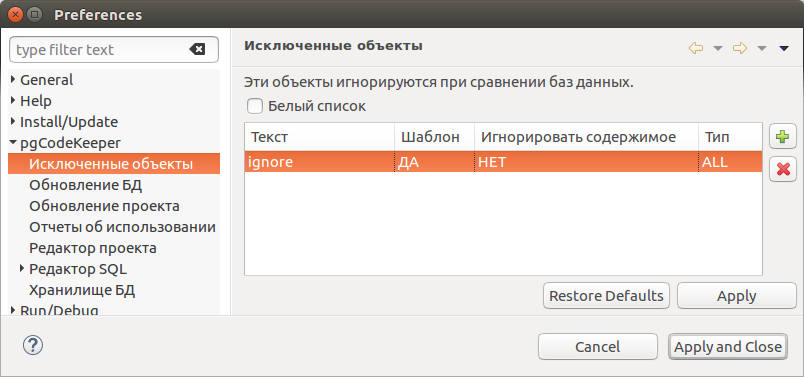 Preferences
type filter text
General
Help
Install/Update
pgCodeKeeper
Исключенные объекты
Обновление БД
Обновление проекта
Отчеты об использовании
Редактор проекта
Редактор SQL
Хранилище БД
Run/Debug
Исключенные объекты
Эти объекты игнорируются при сравнении баз данных.
Белый список
Текст Шаблон Игнорировать содержимое Тип
ignore ДА НЕТ ALL
Restore Defaults Apply
? Cancel Apply and Close